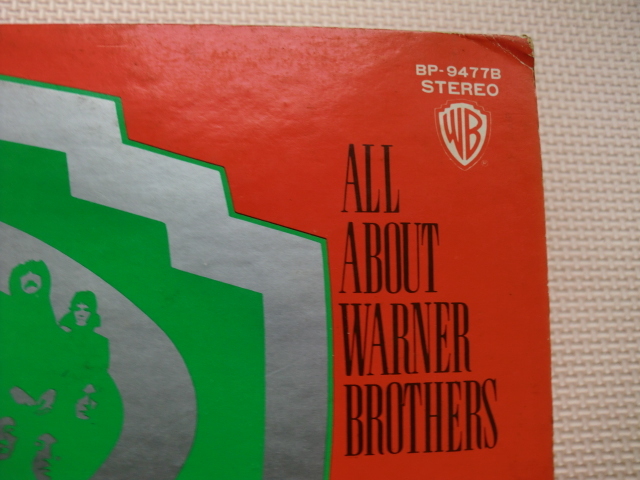 BP-9477B
STEREO
WB
ALL
ABOUT
WARNER
BROTHERS